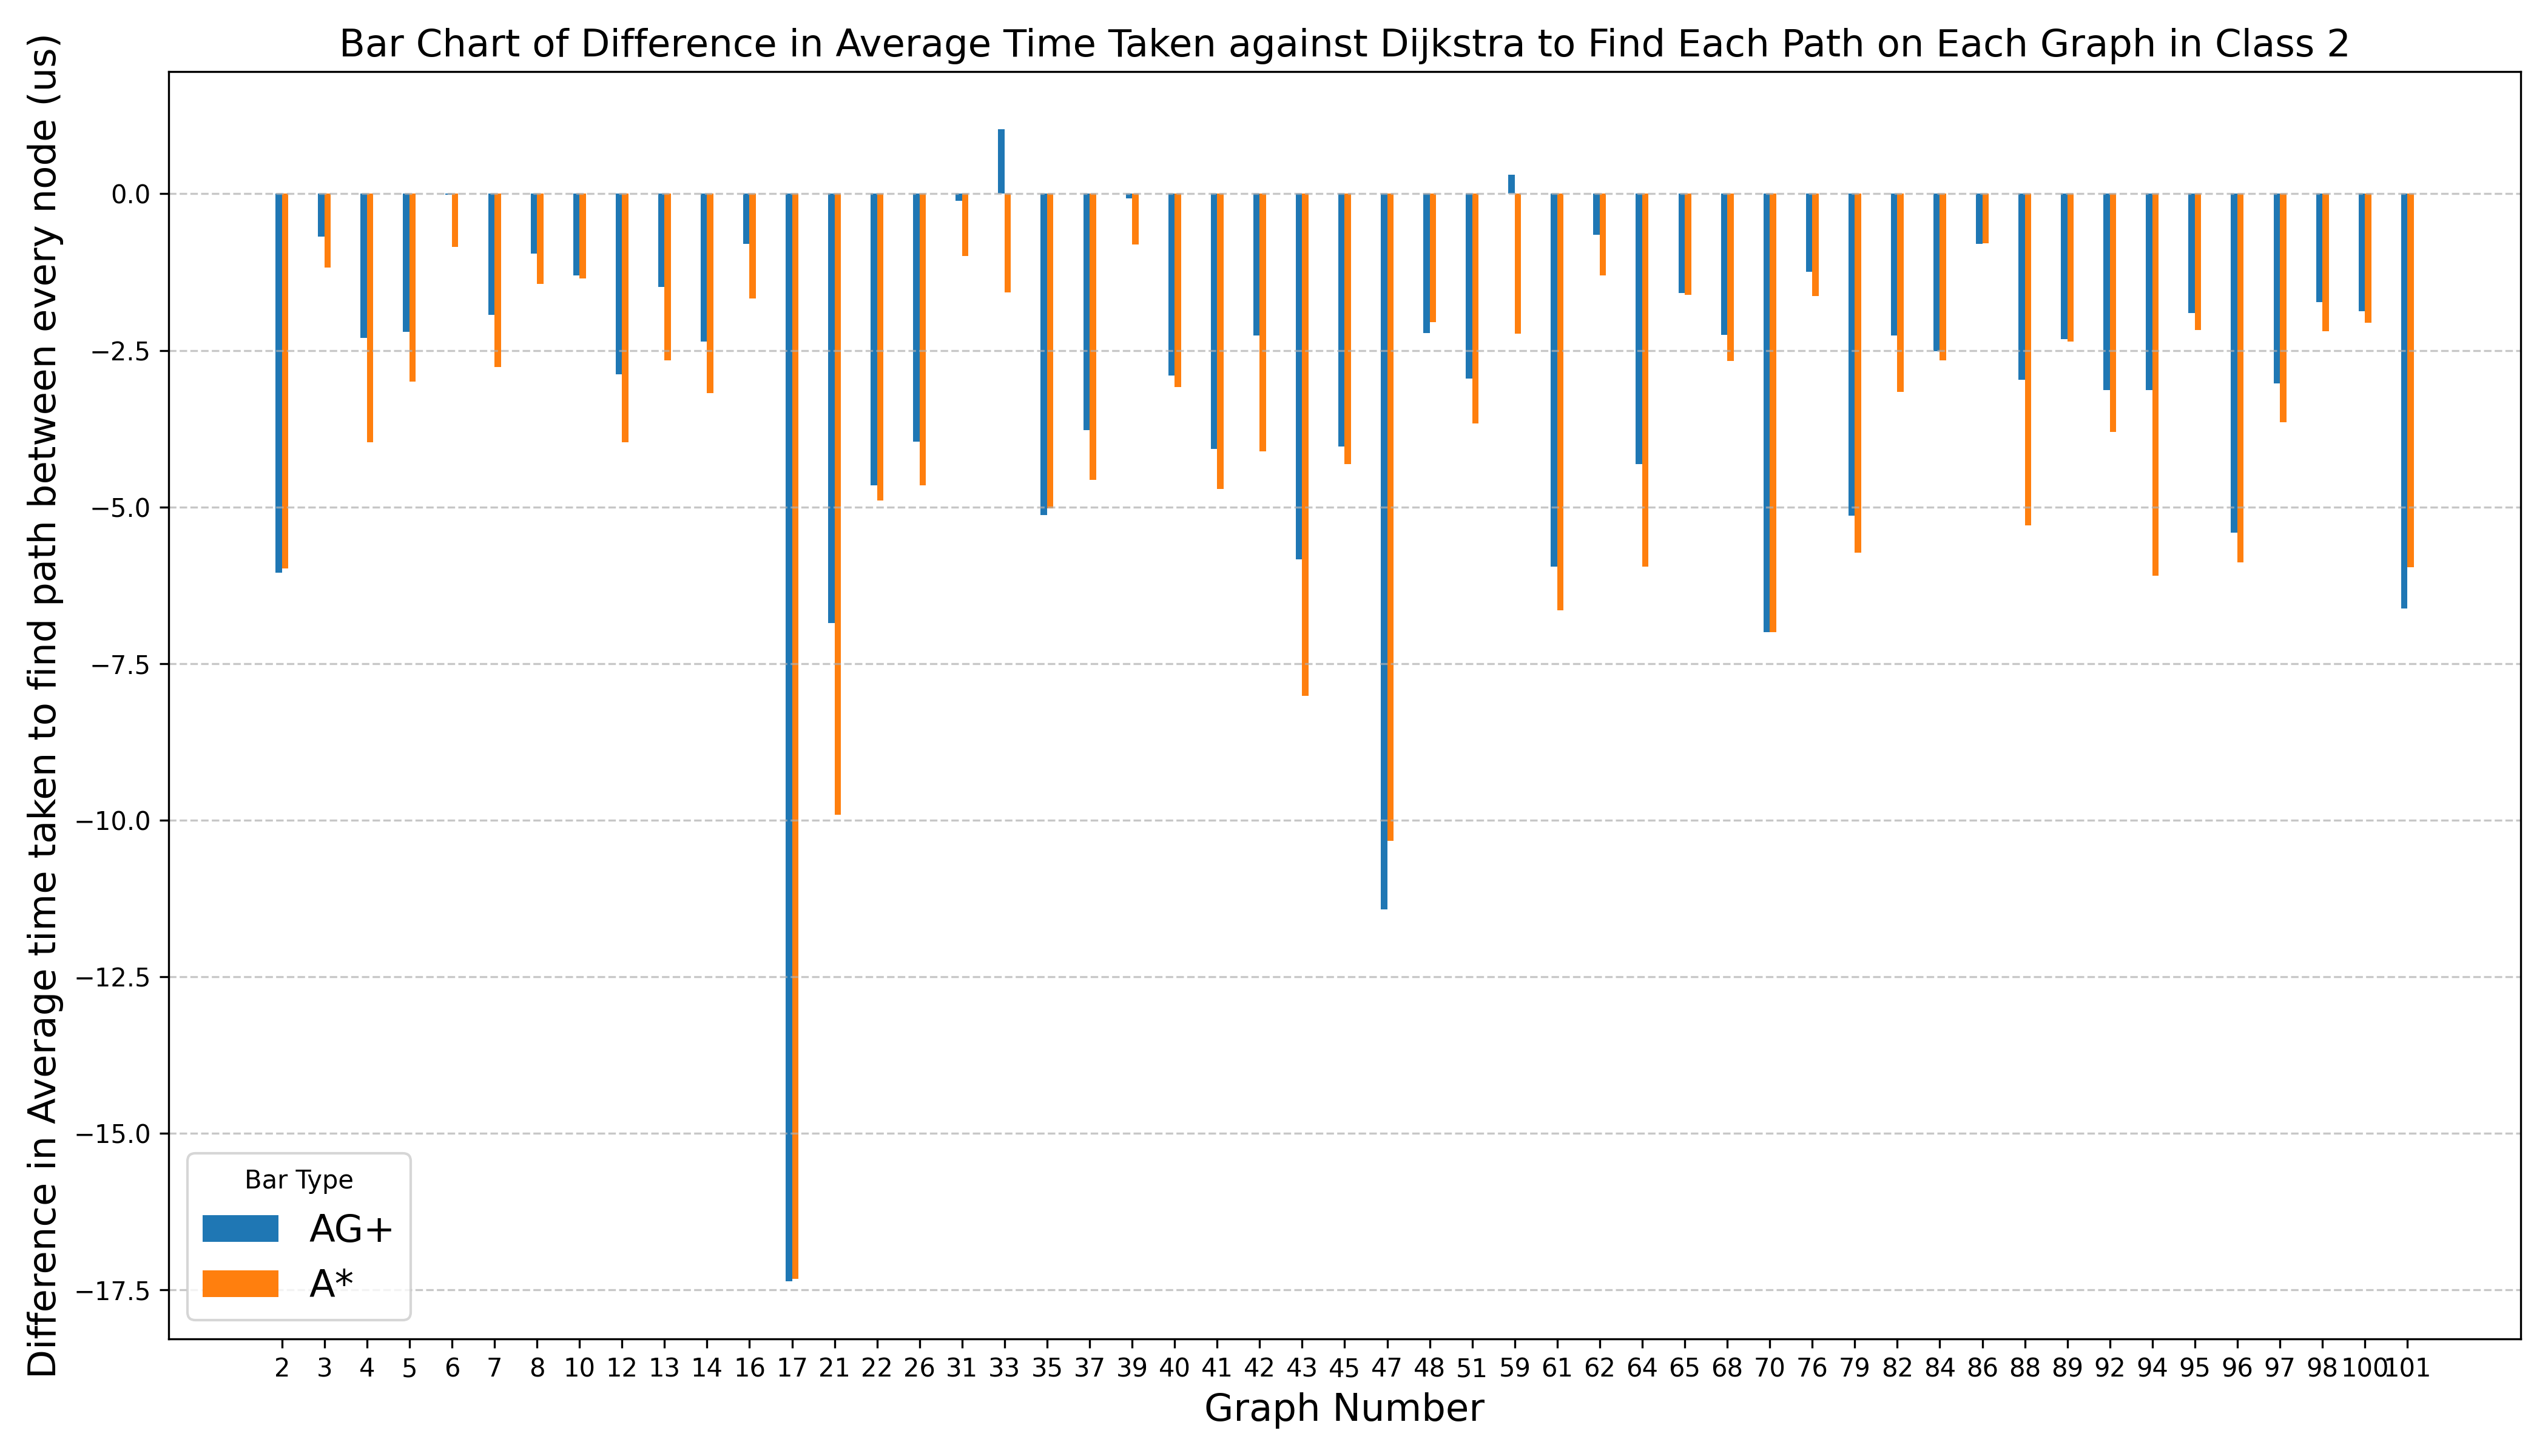 Bar Chart of Difference in Average Time Taken against Dijkstra to Find Each Path on Each Graph in Class 2
Difference in Average time taken to find path between every node (us)
0.0
−2.5
−5.0
−7.5
−10.0
−12.5
−15.0
−17.5
Bar Type
AG+
A*
2 3 4 5 6 7 8 10 12 13 14 16 17 21 22 26 31 33 35 37 39 40 41 42 43 45 47 48 51 59 61 62 64 65 68 70 76 79 82 84 86 88 89 92 94 95 96 97 98 100 101
Graph Number